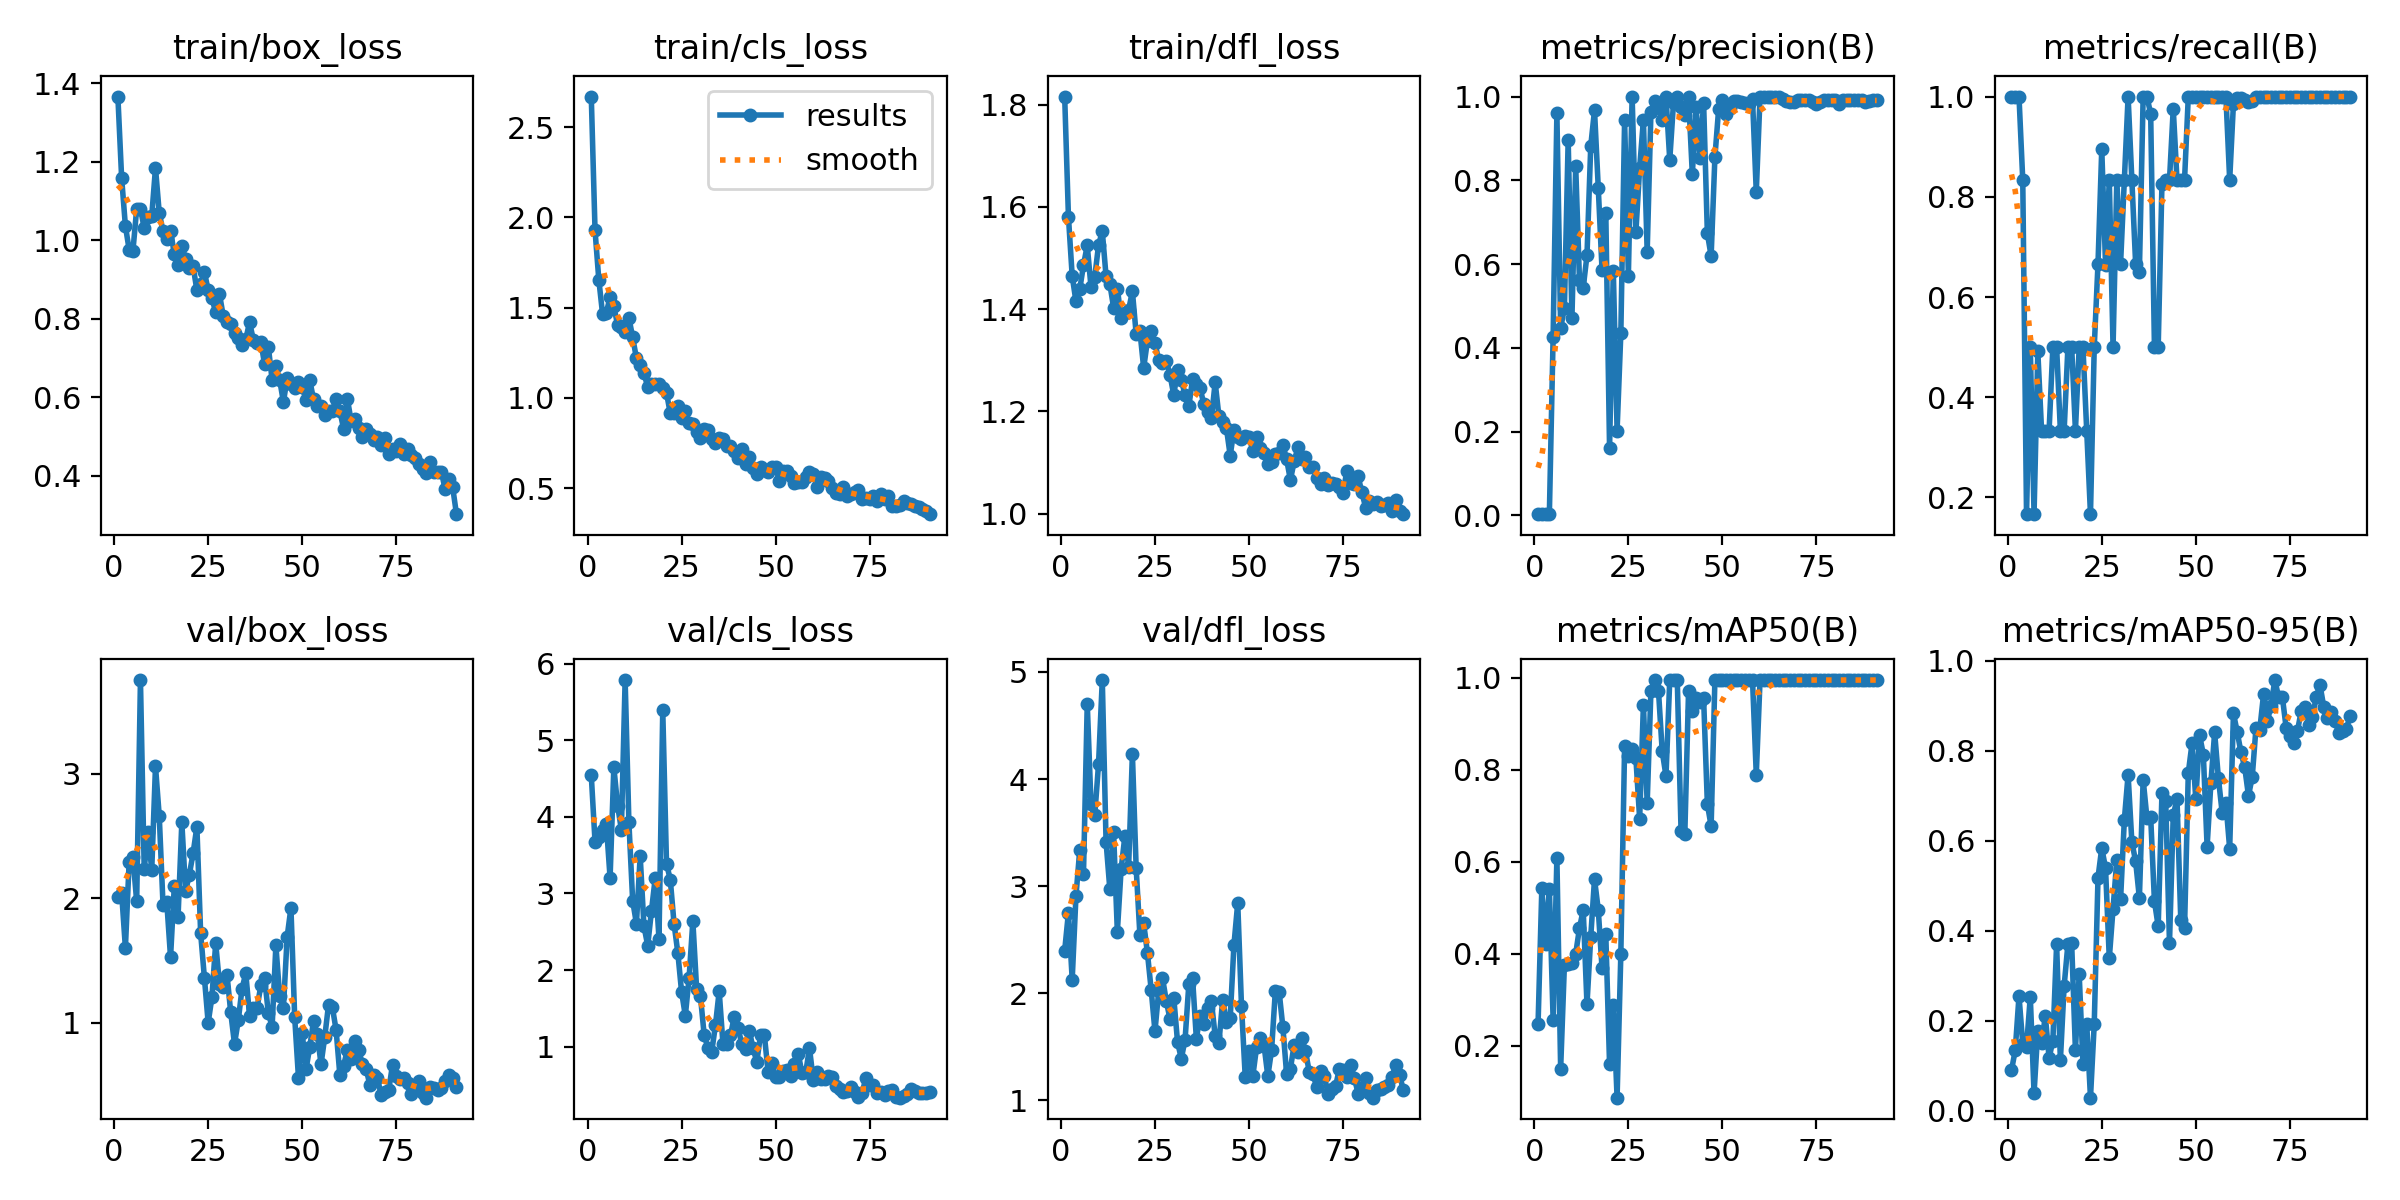 train/box_loss
1.4
1.2
1.0
0.8
0.6
0.4
0 25 50 75
train/cls_loss
results
smooth
2.5
2.0
1.5
1.0
0.5
0 25 50 75
train/dfl_loss
1.8
1.6
1.4
1.2
1.0
0 25 50 75
metrics/precision(B)
1.0
0.8
0.6
0.4
0.2
0.0
0 25 50 75
metrics/recall(B)
1.0
0.8
0.6
0.4
0.2
0 25 50 75
val/box_loss
3
2
1
0 25 50 75
val/cls_loss
6
5
4
3
2
1
0 25 50 75
val/dfl_loss
5
4
3
2
1
0 25 50 75
metrics/mAP50(B)
1.0
0.8
0.6
0.4
0.2
0 25 50 75
metrics/mAP50-95(B)
1.0
0.8
0.6
0.4
0.2
0.0
0 25 50 75